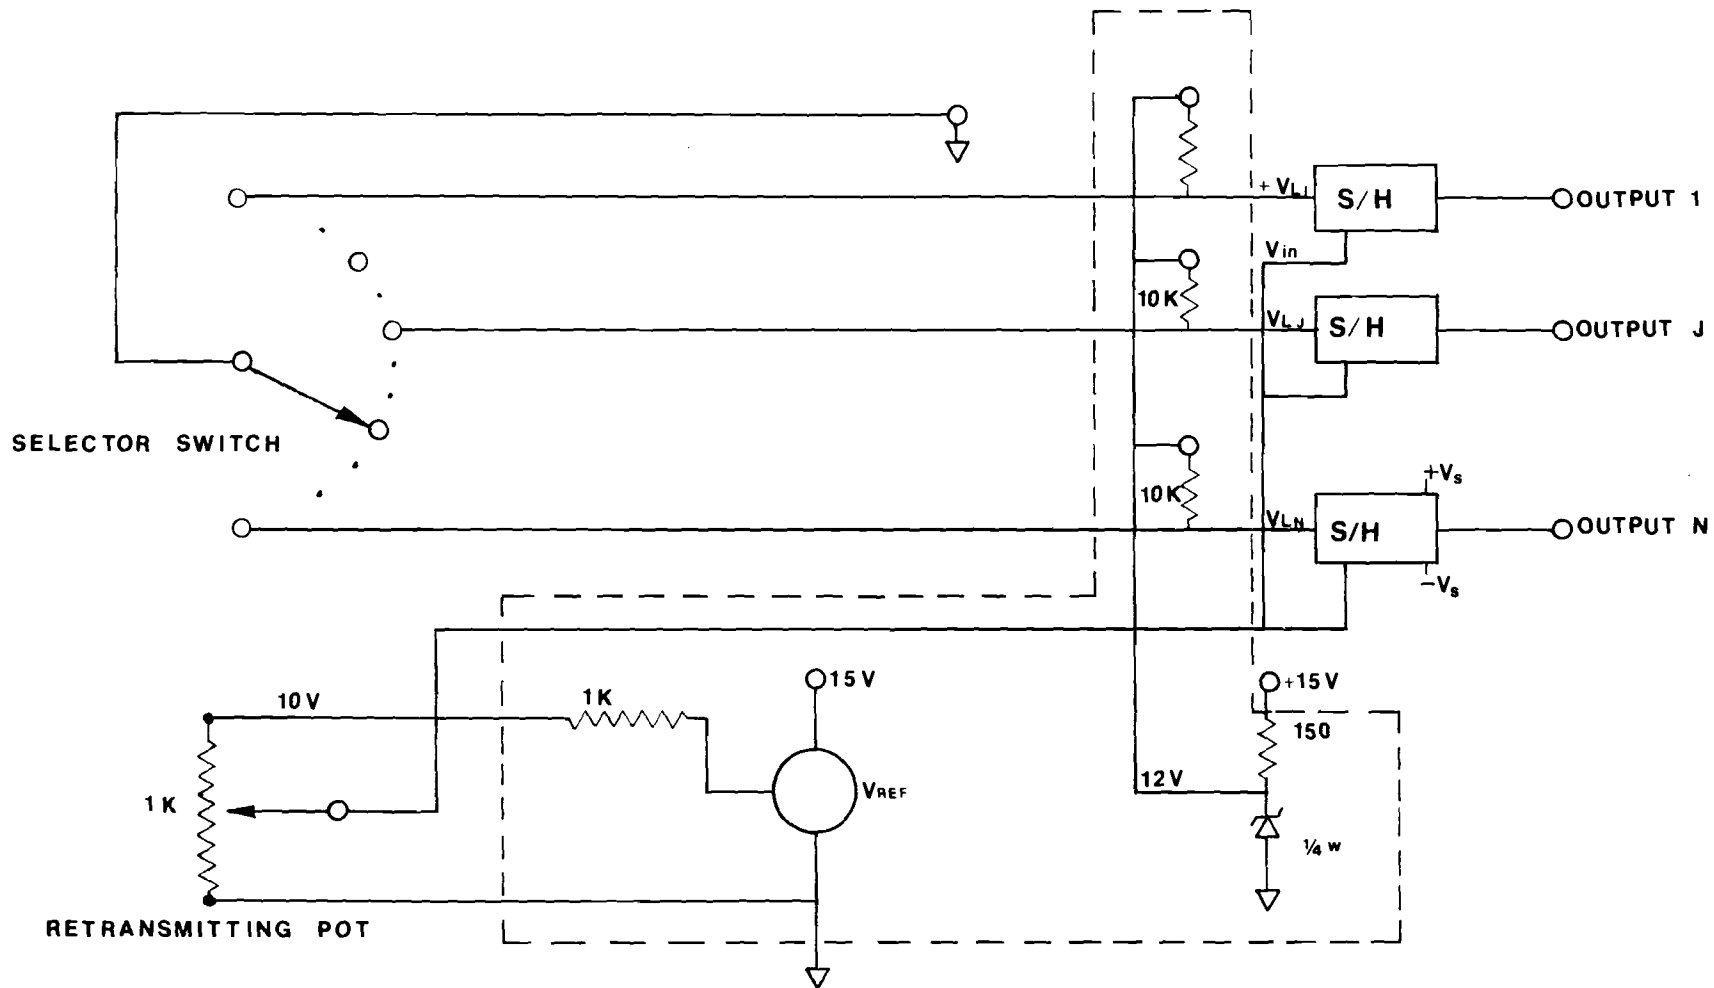 + VL1
S/H
OUTPUT 1
Vin
10K
VLJ
S/H
OUTPUT J
SELECTOR SWITCH
10K
+Vs
VLN
S/H
OUTPUT N
-Vs
15V
+15V
10V
1K
150
12V
VREF
1K
1/4 W
RETRANSMITTING POT